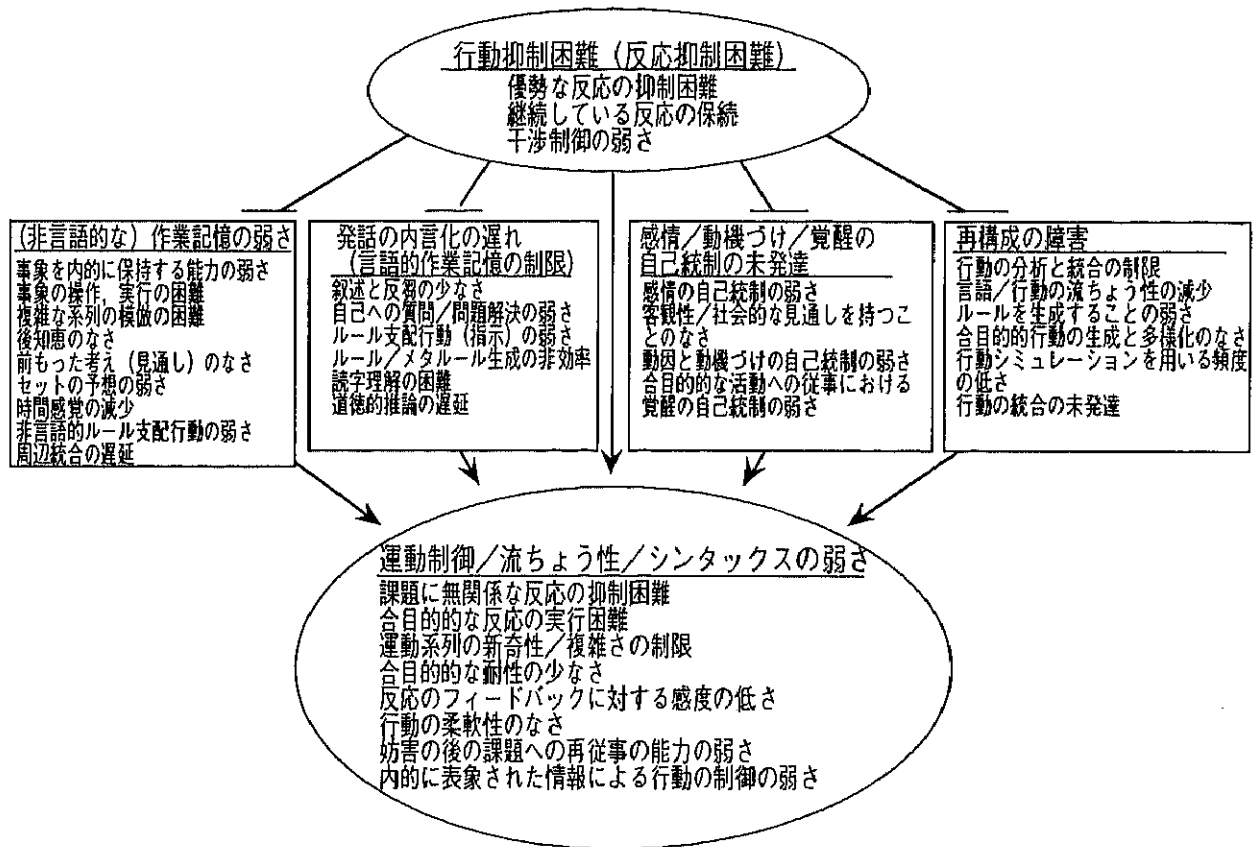 行動抑制困難（反応抑制困難）
優勢な反応の抑制困難
継続している反応の保続
干渉制御の弱さ
(非言語的な）作業記憶の弱さ
事象を内的に保持する能力の弱さ
事象の操作，実行の困難
複雑な系列の模倣の困難
後知恵のなさ
前もった考え（見通し）のなさ
セットの予想の弱さ
時間感覚の減少
非言語的ルール支配行動の弱さ
周辺統合の遅延
発話の内言化の遅れ
(言語的作業記憶の制限)
叙述と反芻の少なさ
自己への質問／問題解決の弱さ
ルール支配行動（指示）の弱さ
ルール／メタルール生成の非効率
読字理解の困難
道徳的推論の遅延
感情／動機づけ／覚醒の
自己統制の未発達
感情の自己統制の弱さ
客観性／社会的な見通しを持つこ
とのなさ
動因と動機づけの自己統制の弱さ
合目的的な活動への従事における
覚醒の自己統制の弱さ
再構成の障害
行動の分析と統合の制限
言語／行動の流ちょう性の減少
ルールを生成することの弱さ
合目的的行動の生成と多様化のなさ
行動シミュレーションを用いる頻度
の低さ
行動の統合の未発達
運動制御／流ちょう性／シンタックスの弱さ
課題に無関係な反応の抑制困難
合目的的な反応の実行困難
運動系列の新奇性／複雑さの制限
合目的的な耐性の少なさ
反応のフィードバックに対する感度の低さ
行動の柔軟性のなさ
妨害の後の課題への再従事の能力の弱さ
内的に表象された情報による行動の制御の弱さ